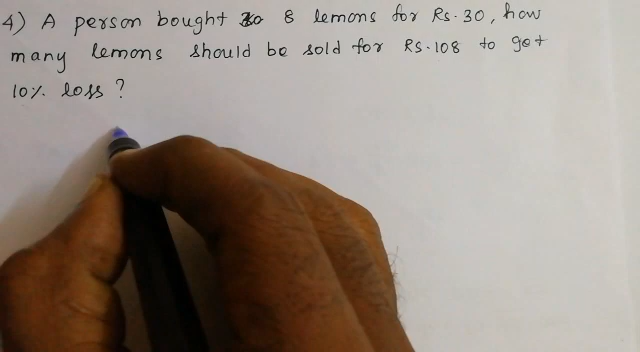 4) A person bought 8 lemons for Rs.30, how
many lemons should be sold for Rs.108 to get
10% loss ?